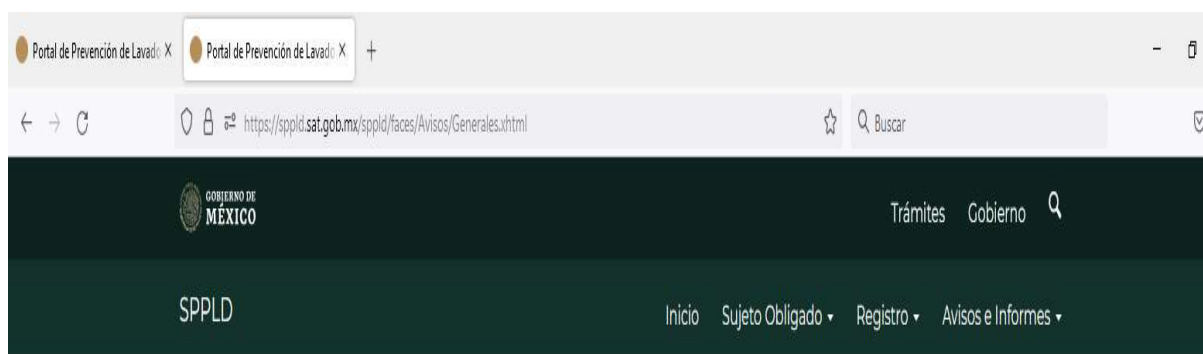 Portal de Prevención de Lavado Portal de Prevención de Lavado
https://sppld.sat.gob.mx/sppld/faces/Avisos/Generales.xhtml Buscar
GOBIERNO DE
MÉXICO
Trámites Gobierno
SPPLD Inicio Sujeto Obligado Registro Avisos e Informes